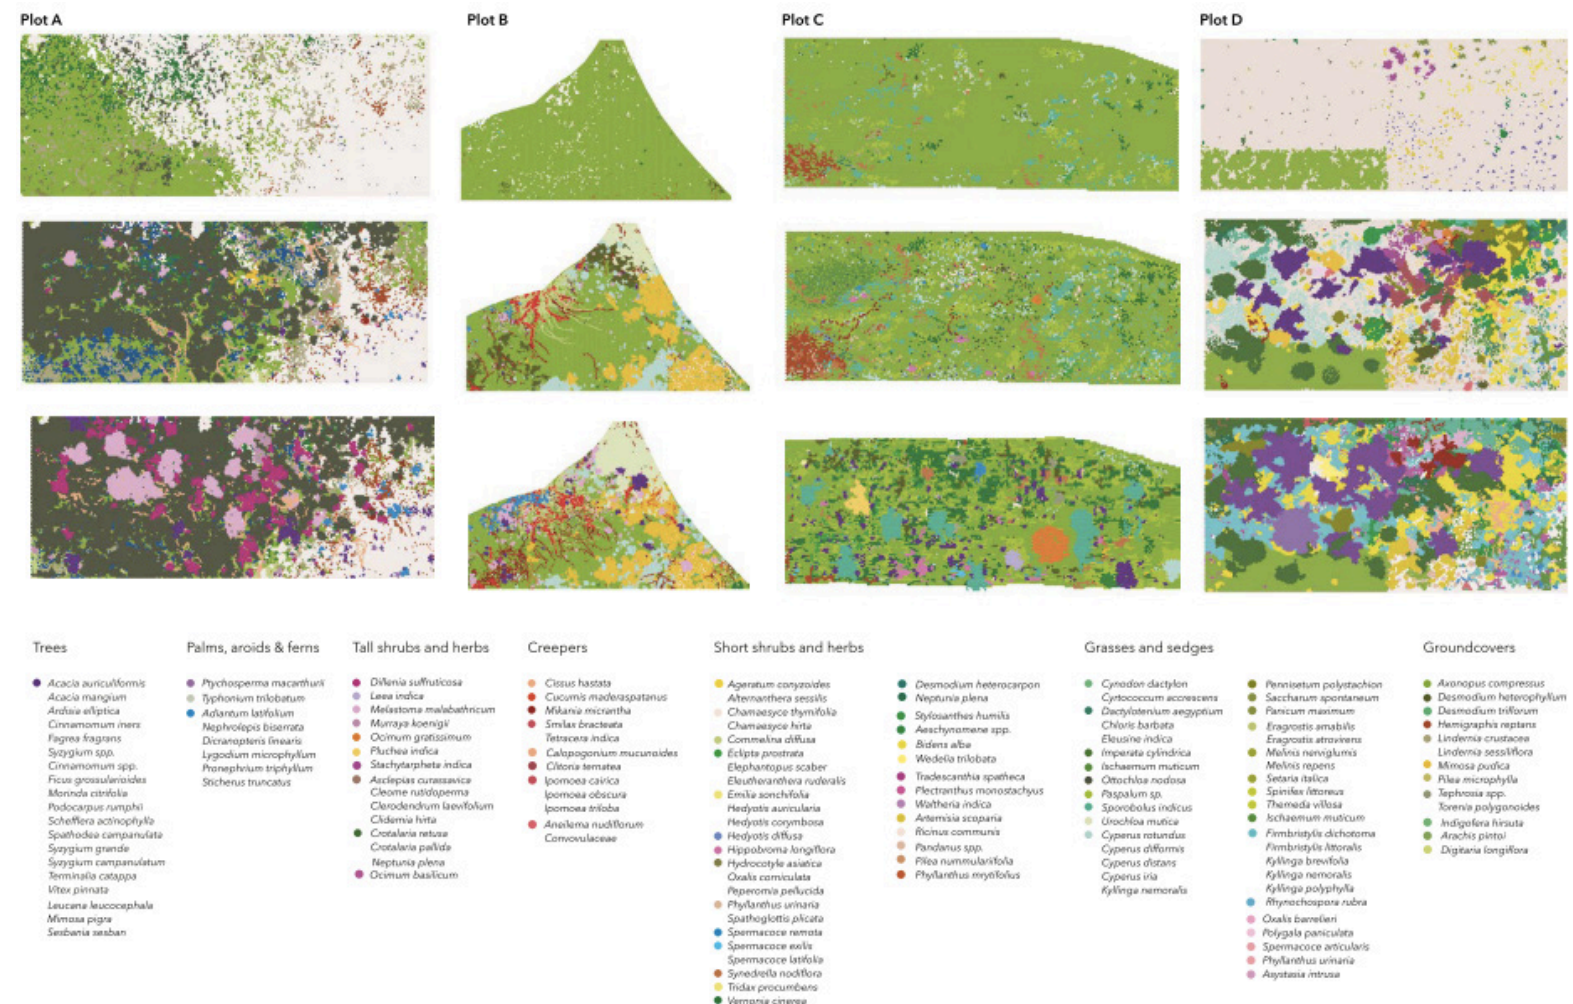 Plot A
Plot B
Plot C
Plot D
Trees
Acacia auriculiformis
Acacia mangium
Ardisia elliptica
Cinnamomum iners
Fagrea fragrans
Syzygium spp.
Cinnamomum spp.
Ficus grossularioides
Morinda citrifolia
Podocarpus rumphii
Schefflera actinophylla
Spathodea campanulata
Syzygium grande
Syzygium campanulatum
Terminalia catappa
Vitex pinnata
Leucana leucocephala
Mimosa pigra
Sesbania sesban
Palms, aroids & ferns
Ptychosperma macarthurii
Typhonium trilobatum
Adiantum latifolium
Nephrolepis biserrata
Dicranopteris linearis
Lygodium microphyllum
Pronephrium triphyllum
Sticherus truncatus
Tall shrubs and herbs
Dillenia sulfruticosa
Leea indica
Melastoma malabathricum
Murraya koenigii
Ocimum gratissimum
Pluchea indica
Stachytarpheta indica
Asclepias curassavica
Cleome rutidoperma
Clerodendrum laevifolium
Clidemia hirta
Crotalaria retusa
Crotalaria pallida
Neptunia plena
Ocimum basilicum
Creepers
Cissus hastata
Cucumis maderaspatanus
Mikania micrantha
Smilax bracteata
Tetracera indica
Calopogonium mucunoides
Clitoria ternatea
Ipomoea cairica
Ipomoea obscura
Ipomoea triloba
Aneilema nudiflorum
Convovulaceae
Short shrubs and herbs
Ageratum conyzoides
Alternanthera sessilis
Chamaesyce thymifolia
Chamaesyce hirta
Commelina diffusa
Eclipta prostrata
Elephantopus scaber
Eleutheranthera ruderalis
Emilia sonchifolia
Hedyotis auricularia
Hedyotis corymbosa
Hedyotis diffusa
Hippobroma longiflora
Hydrocotyle asiatica
Oxalis corniculata
Peperomia pellucida
Phyllanthus urinaria
Spathoglottis plicata
Spermacoce remota
Spermacoce exilis
Spermacoce latifolia
Synedrella nodiflora
Tridax procumbens
Vernonia cinerea
Desmodium heterocarpon
Neptunia plena
Stylosanthes humilis
Aeschynomene spp.
Bidens alba
Wedelia trilobata
Tradescanthia spatheca
Plectranthus monostachyus
Waltheria indica
Artemisia scoparia
Ricinus communis
Pandanus spp.
Pilea nummulariifolia
Phyllanthus mrytifolius
Grasses and sedges
Cynodon dactylon
Cyrtococcum accrescens
Dactylotenium aegyptium
Chloris barbata
Eleusine indica
Imperata cylindrica
Ischaemum muticum
Ottochloa nodosa
Paspalum sp.
Sporobolus indicus
Urochloa mutica
Cyperus rotundus
Cyperus difformis
Cyperus distans
Cyperus iria
Kyllinga nemoralis
Pennisetum polystachion
Saccharum spontaneum
Panicum maximum
Eragrostis amabilis
Eragrostis atrovirens
Melinis nerviglumis
Melinis repens
Setaria italica
Spinifex littoreus
Themeda villosa
Ischaemum muticum
Firmbristylis dichotoma
Firmbristylis littoralis
Kyllinga brevifolia
Kyllinga nemoralis
Kyllinga polyphylla
Rhynochospora rubra
Oxalis barrelieri
Polygala paniculata
Spermacoce articularis
Phyllanthus urinaria
Asystasia intrusa
Groundcovers
Axonopus compressus
Desmodium heterophyllum
Desmodium triflorum
Hemigraphis reptans
Lindernia crustacea
Lindernia sessiliflora
Mimosa pudica
Pilea microphylla
Tephrosia spp.
Torenia polygonoides
Indigofera hirsuta
Arachis pintoi
Digitaria longiflora